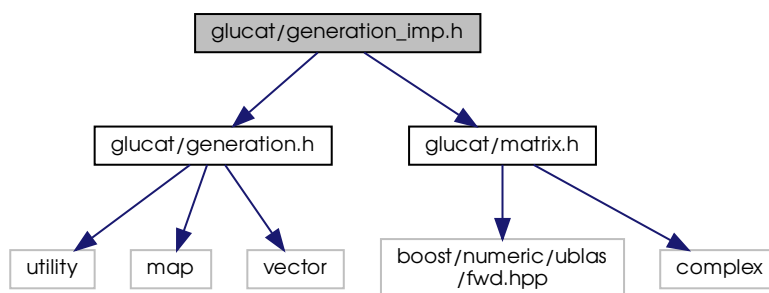 glucat/generation_imp.h
glucat/generation.h
glucat/matrix.h
utility
map
vector
boost/numeric/ublas
/fwd.hpp
complex